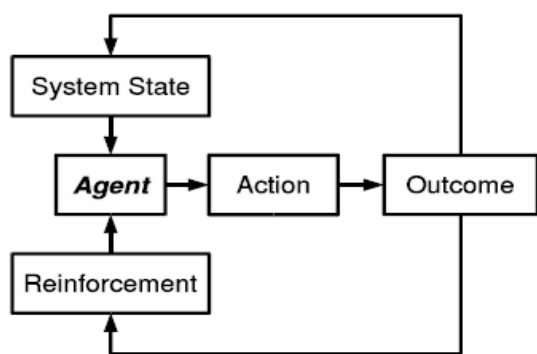 System State
Agent
Action
Outcome
Reinforcement